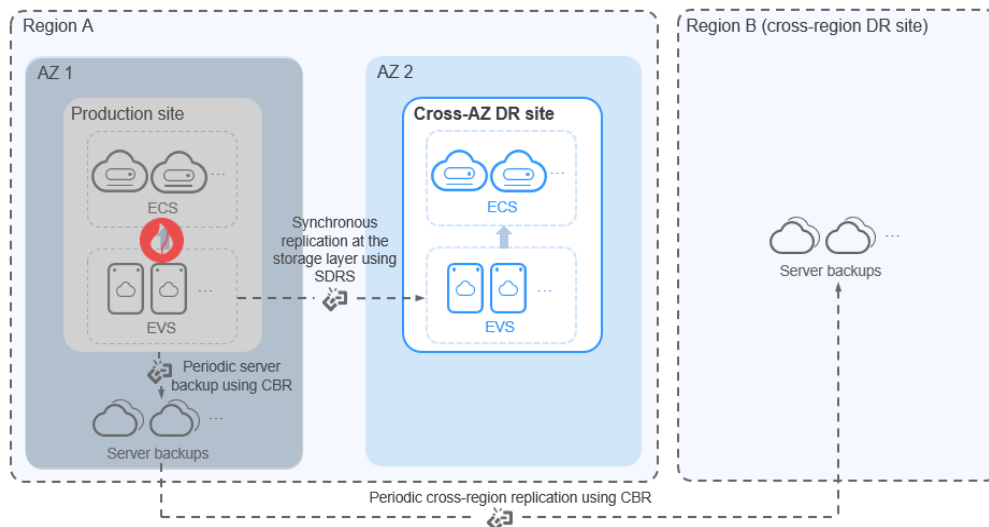 Region A
AZ 1
Production site
...
ECS
...
EVS
Periodic server
backup using CBR
...
Server backups
Synchronous
replication at the
storage layer using
SDRS
AZ 2
Cross-AZ DR site
...
ECS
...
EVS
Region B (cross-region DR site)
...
Server backups
Periodic cross-region replication using CBR